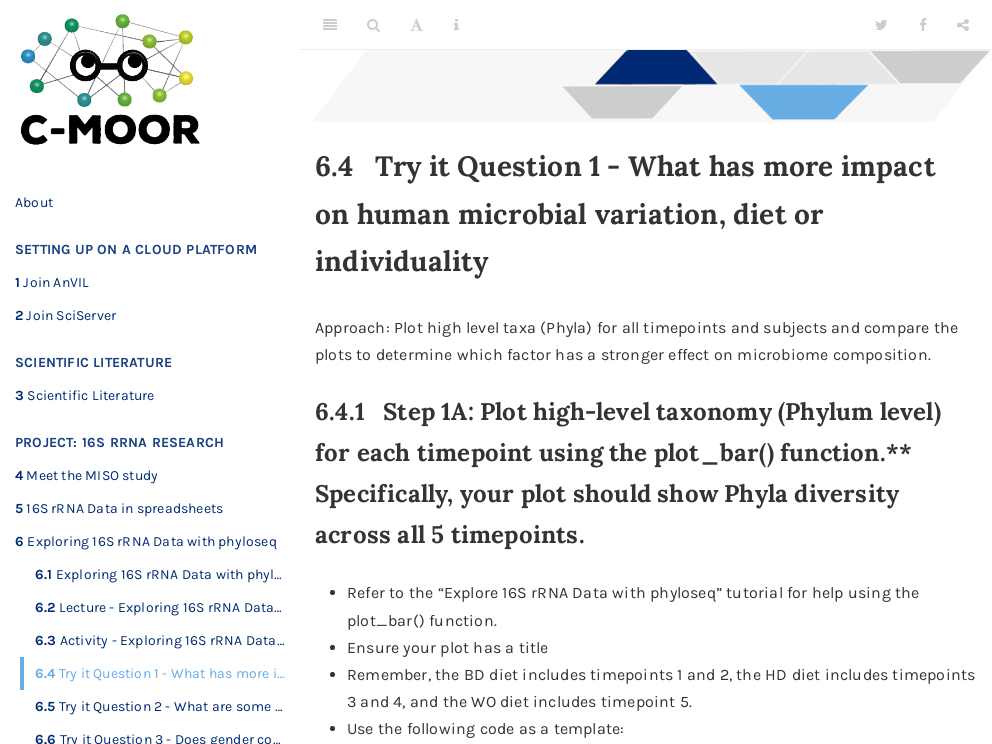 C-MOOR
About
SETTING UP ON A CLOUD PLATFORM
1 Join AnVIL
2 Join SciServer
SCIENTIFIC LITERATURE
3 Scientific Literature
PROJECT: 16S RRNA RESEARCH
4 Meet the MISO study
5 16S rRNA Data in spreadsheets
6 Exploring 16S rRNA Data with phyloseq
6.1 Exploring 16S rRNA Data with phyl...
6.2 Lecture - Exploring 16S rRNA Data...
6.3 Activity - Exploring 16S rRNA Data...
6.4 Try it Question 1 - What has more i...
6.5 Try it Question 2 - What are some ...
6.6 Try it Question 3 - Does gender co...
6.4 Try it Question 1 - What has more impact
on human microbial variation, diet or
individuality
Approach: Plot high level taxa (Phyla) for all timepoints and subjects and compare the
plots to determine which factor has a stronger effect on microbiome composition.
6.4.1 Step 1A: Plot high-level taxonomy (Phylum level)
for each timepoint using the plot_bar() function.**
Specifically, your plot should show Phyla diversity
across all 5 timepoints.
• Refer to the “Explore 16S rRNA Data with phyloseq” tutorial for help using the
plot_bar() function.
• Ensure your plot has a title
• Remember, the BD diet includes timepoints 1 and 2, the HD diet includes timepoints
3 and 4, and the WO diet includes timepoint 5.
• Use the following code as a template: